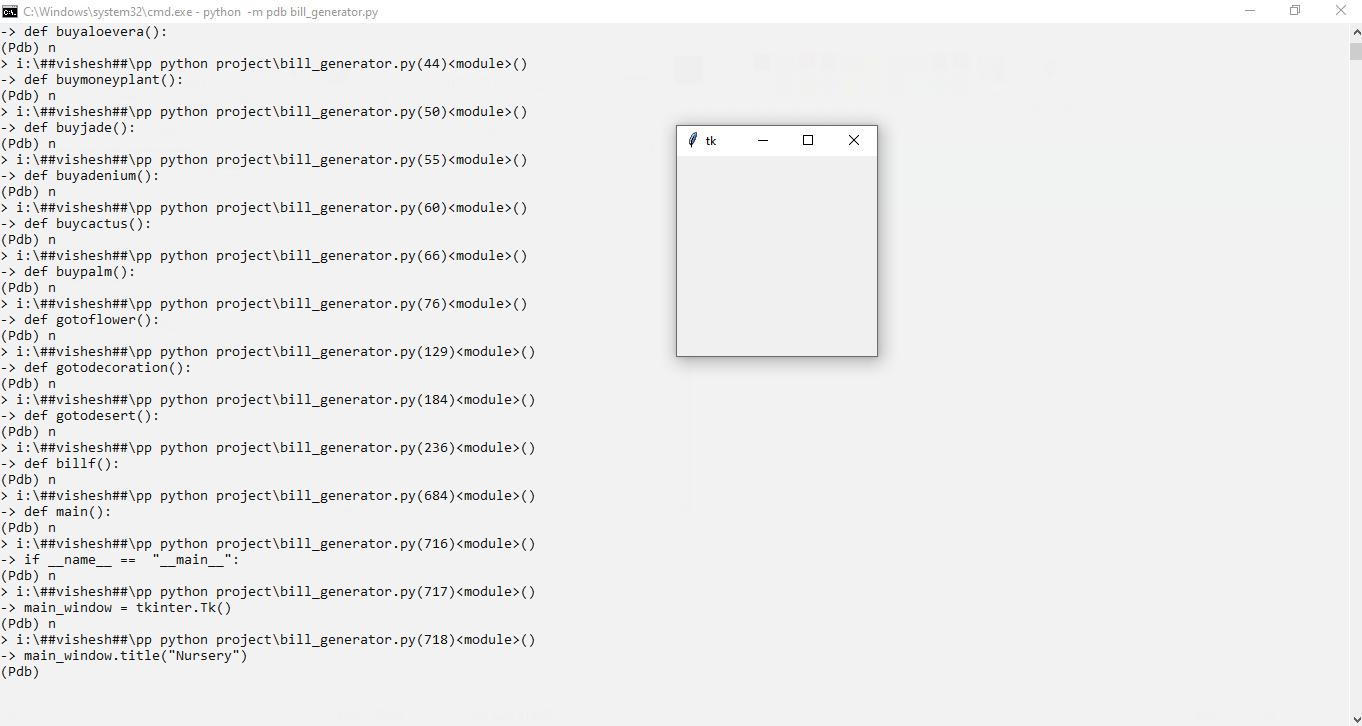 C:\Windows\system32\cmd.exe - python  -m pdb bill_generator.py
-> def buyaloevera():
(Pdb) n
> i:\##vishesh##\pp python project\bill_generator.py(44)<module>()
-> def buymoneyplant():
(Pdb) n
> i:\##vishesh##\pp python project\bill_generator.py(50)<module>()
-> def buyjade():
(Pdb) n
> i:\##vishesh##\pp python project\bill_generator.py(55)<module>()
-> def buyadenium():
(Pdb) n
> i:\##vishesh##\pp python project\bill_generator.py(60)<module>()
-> def buycactus():
(Pdb) n
> i:\##vishesh##\pp python project\bill_generator.py(66)<module>()
-> def buypalm():
(Pdb) n
> i:\##vishesh##\pp python project\bill_generator.py(76)<module>()
-> def gotoflower():
(Pdb) n
> i:\##vishesh##\pp python project\bill_generator.py(129)<module>()
-> def gotodecoration():
(Pdb) n
> i:\##vishesh##\pp python project\bill_generator.py(184)<module>()
-> def gotodesert():
(Pdb) n
> i:\##vishesh##\pp python project\bill_generator.py(236)<module>()
-> def billf():
(Pdb) n
> i:\##vishesh##\pp python project\bill_generator.py(684)<module>()
-> def main():
(Pdb) n
> i:\##vishesh##\pp python project\bill_generator.py(716)<module>()
-> if __name__ ==  "__main__":
(Pdb) n
> i:\##vishesh##\pp python project\bill_generator.py(717)<module>()
-> main_window = tkinter.Tk()
(Pdb) n
> i:\##vishesh##\pp python project\bill_generator.py(718)<module>()
-> main_window.title("Nursery")
(Pdb)
tk